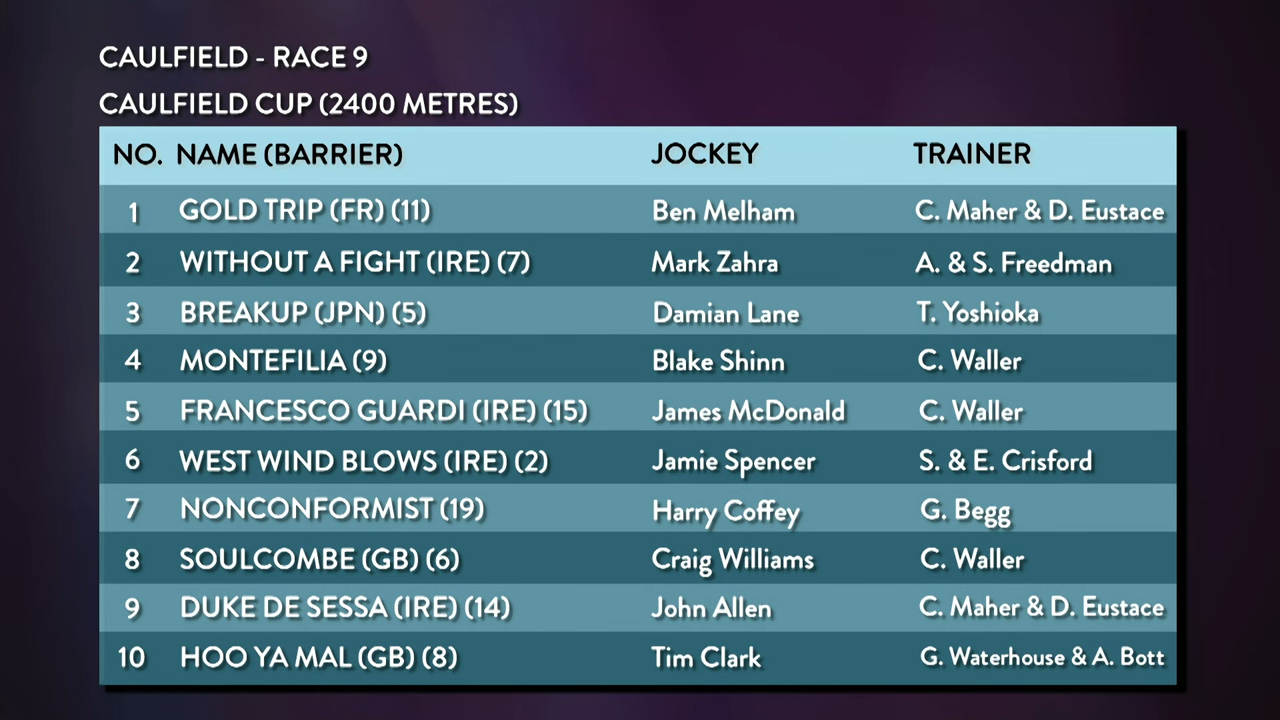 CAULFIELD - RACE 9
CAULFIELD CUP (2400 METRES)
NO. NAME (BARRIER) JOCKEY TRAINER
1 GOLD TRIP (FR) (11) Ben Melham C. Maher & D. Eustace
2 WITHOUT A FIGHT (IRE) (7) Mark Zahra A. & S. Freedman
3 BREAKUP (JPN) (5) Damian Lane T. Yoshioka
4 MONTEFILIA (9) Blake Shinn C. Waller
5 FRANCESCO GUARDI (IRE) (15) James McDonald C. Waller
6 WEST WIND BLOWS (IRE) (2) Jamie Spencer S. & E. Crisford
7 NONCONFORMIST (19) Harry Coffey G. Begg
8 SOULCOMBE (GB) (6) Craig Williams C. Waller
9 DUKE DE SESSA (IRE) (14) John Allen C. Maher & D. Eustace
10 HOO YA MAL (GB) (8) Tim Clark G. Waterhouse & A. Bott